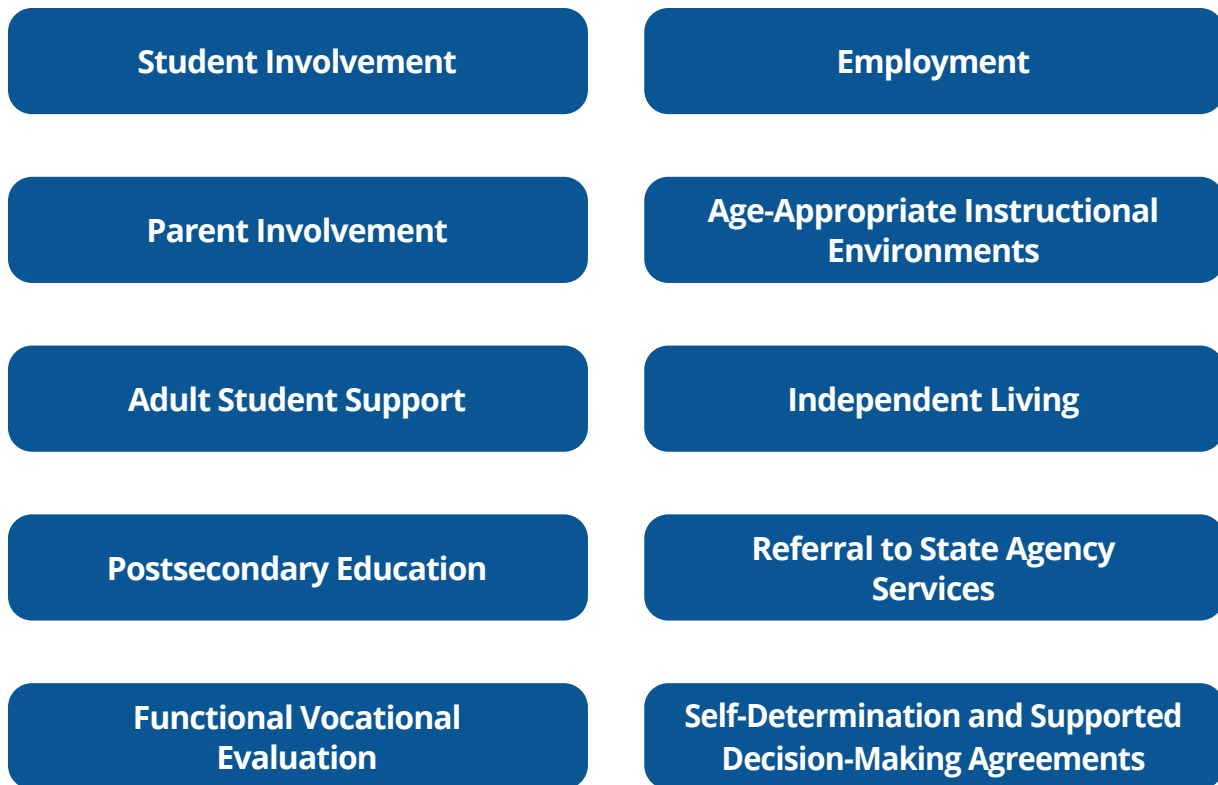 Student Involvement
Employment
Parent Involvement
Age-Appropriate Instructional
Environments
Adult Student Support
Independent Living
Postsecondary Education
Referral to State Agency
Services
Functional Vocational
Evaluation
Self-Determination and Supported
Decision-Making Agreements